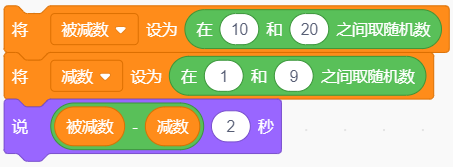 将 被减数 设为 在 10 和 20 之间取随机数
将 减数 设为 在 1 和 9 之间取随机数
说 被减数 - 减数 2 秒